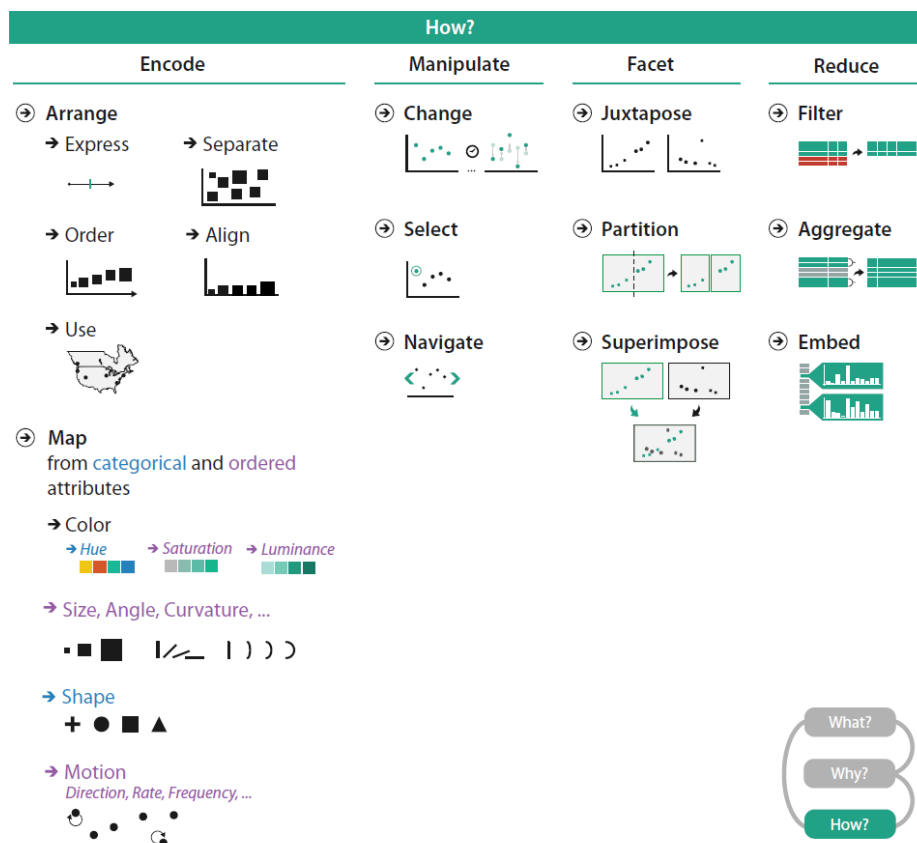 How?
Encode
Manipulate
Facet
Reduce
Arrange
Express
Separate
Order
Align
Use
Map
from categorical and ordered
attributes
Color
Hue
Saturation
Luminance
Size, Angle, Curvature, ...
Shape
Motion
Direction, Rate, Frequency, ...
Change
...
Select
Navigate
Juxtapose
Partition
Superimpose
Filter
Aggregate
Embed
What?
Why?
How?